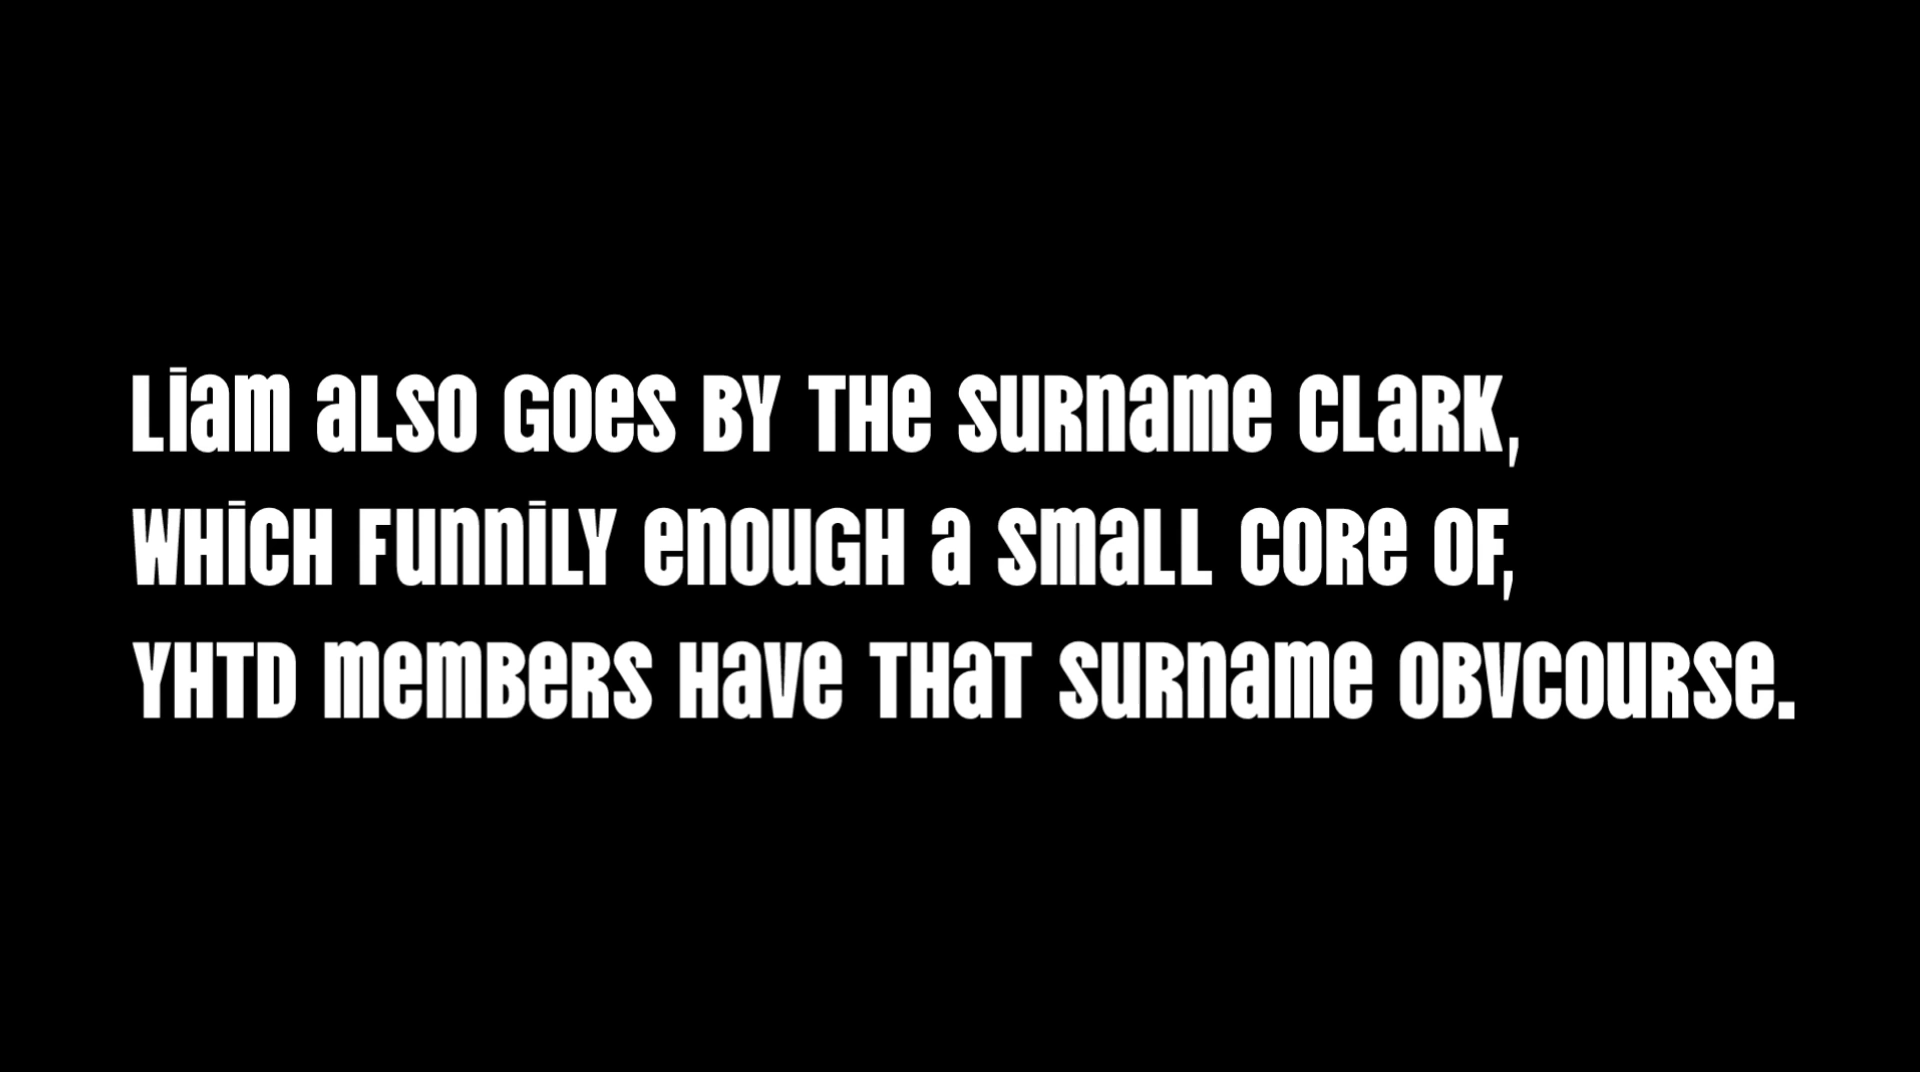 Liam also goes by the surname Clark,
which funnily enough a small core of,
YHTD members have that surname obvcourse.